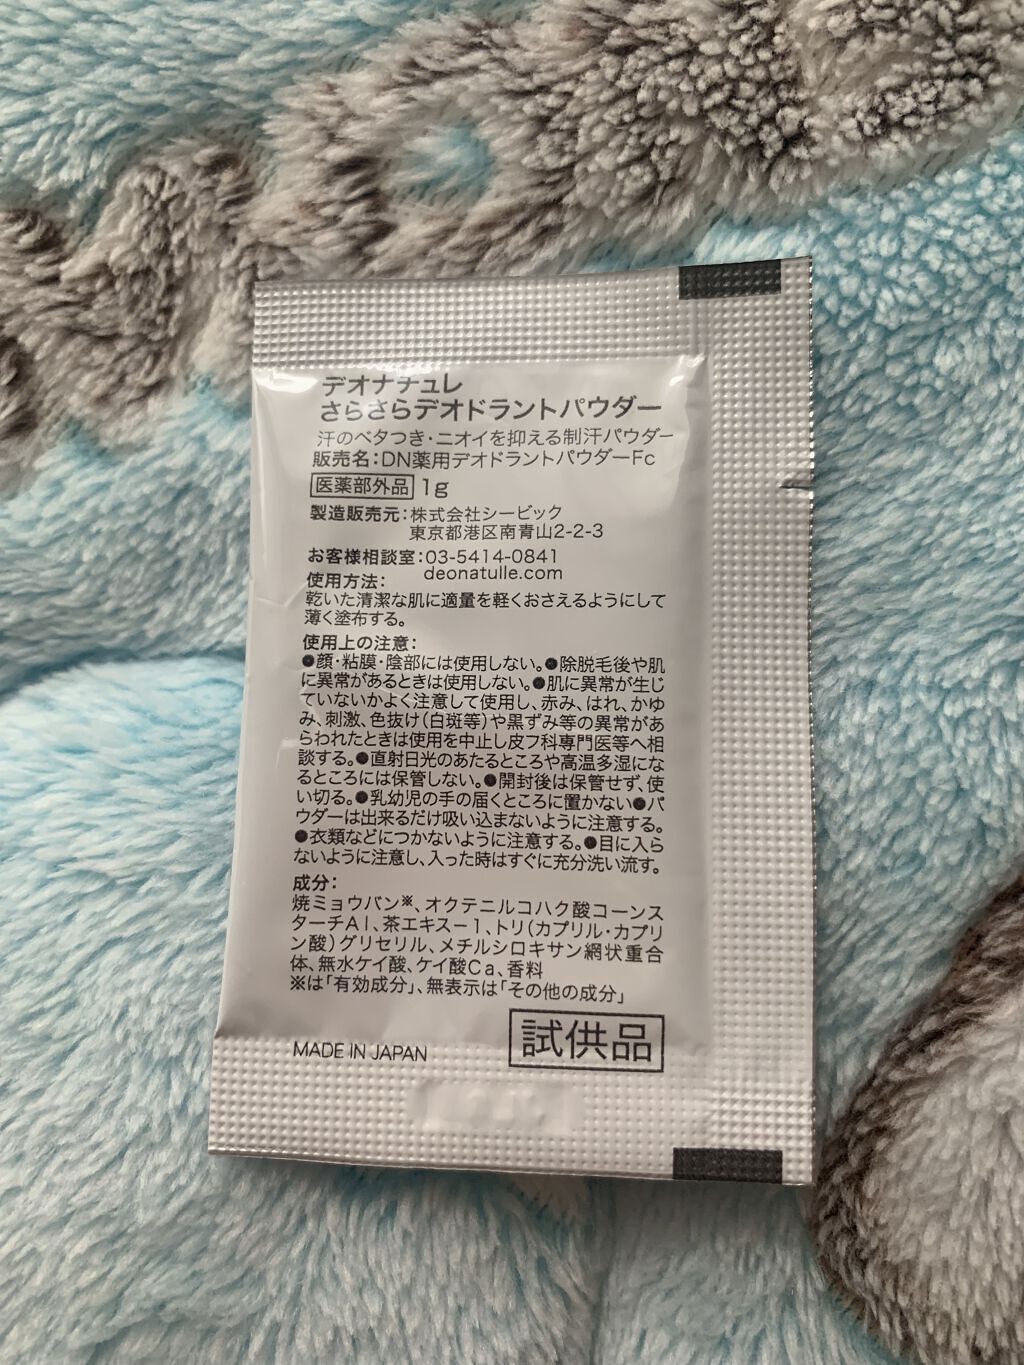 デオナチュレ
さらさらデオドラントパウダー
汗のベタつき・ニオイを抑える制汗パウダー
販売名：DN薬用デオドラントパウダーFc
医薬部外品 1g
製造販売元：株式会社シービック
東京都港区南青山2-2-3
お客様相談室：03-5414-0841
deonatulle.com
使用方法：
乾いた清潔な肌に適量を軽くおさえるようにして
薄く塗布する。
使用上の注意：
●顔・粘膜・陰部には使用しない。●除脱毛後や肌
に異常があるときは使用しない。●肌に異常が生じ
ていないかよく注意して使用し、赤み、はれ、かゆ
み、刺激、色抜け（白斑等）や黒ずみ等の異常があ
らわれたときは使用を中止し皮フ科専門医等へ相
談する。●直射日光のあたるところや高温多湿にな
るところには保管しない。●開封後は保管せず、使
い切る。●乳幼児の手の届くところに置かない●パ
ウダーは出来るだけ吸い込まないように注意する。
●衣類などにつかないように注意する。●目に入ら
ないように注意し、入った時はすぐに充分洗い流す。
成分：
焼ミョウバン※、オクテニルコハク酸コーンス
ターチAl、茶エキス－1、トリ（カプリル・カプリ
ン酸）グリセリル、メチルシロキサン網状重合
体、無水ケイ酸、ケイ酸Ca、香料
※は「有効成分」、無表示は「その他の成分」
MADE IN JAPAN
試供品